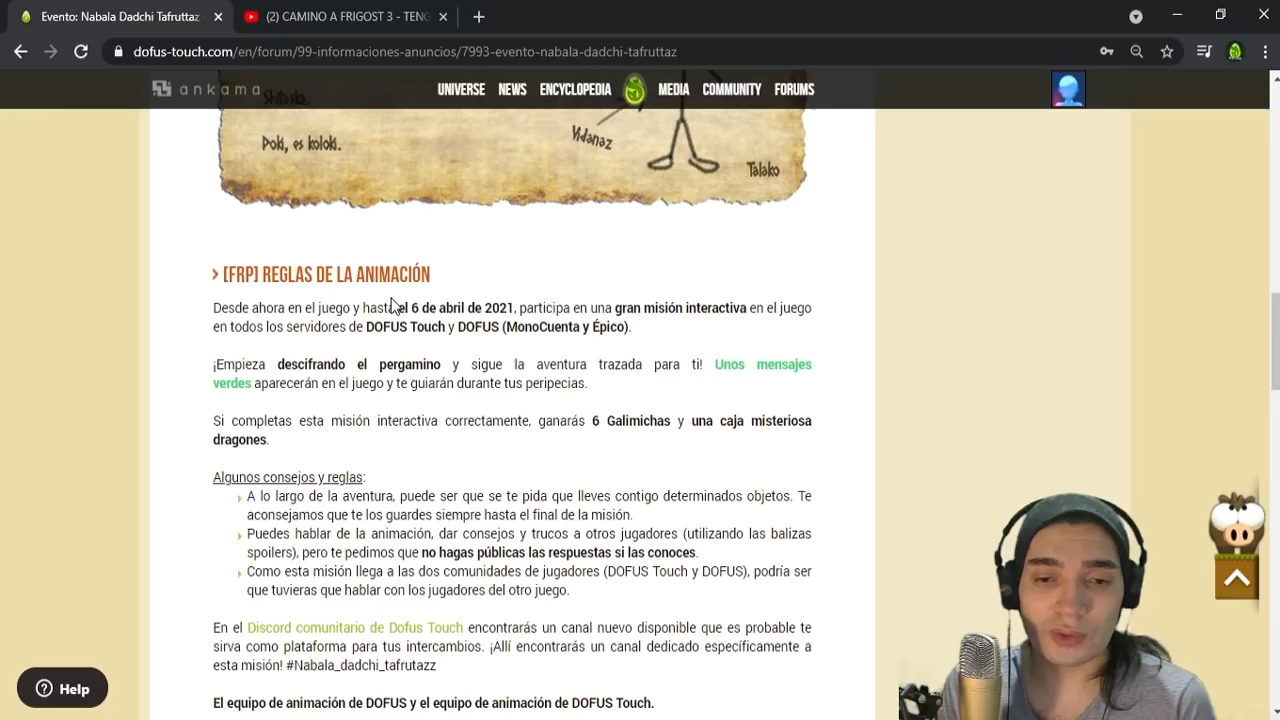 Evento: Nabala Dadchi Tafruttaz
(2) CAMINO A FRIGOST 3 - TENG
dofus-touch.com/en/forum/99-informaciones-anuncios/7993-evento-nabala-dadchi-tafruttaz
ankama
UNIVERSE NEWS ENCYCLOPEDIA MEDIA COMMUNITY FORUMS
Vidanaz
Poki, es koloki.
Talako
[FRP] REGLAS DE LA ANIMACIÓN
Desde ahora en el juego y hasta el 6 de abril de 2021, participa en una gran misión interactiva en el juego
en todos los servidores de DOFUS Touch y DOFUS (MonoCuenta y Épico).
¡Empieza descifrando el pergamino y sigue la aventura trazada para ti! Unos mensajes
verdes aparecerán en el juego y te guiarán durante tus peripecias.
Si completas esta misión interactiva correctamente, ganarás 6 Galimichas y una caja misteriosa
dragones.
Algunos consejos y reglas:
A lo largo de la aventura, puede ser que se te pida que lleves contigo determinados objetos. Te
aconsejamos que te los guardes siempre hasta el final de la misión.
Puedes hablar de la animación, dar consejos y trucos a otros jugadores (utilizando las balizas
spoilers), pero te pedimos que no hagas públicas las respuestas si las conoces.
Como esta misión llega a las dos comunidades de jugadores (DOFUS Touch y DOFUS), podría ser
que tuvieras que hablar con los jugadores del otro juego.
En el Discord comunitario de Dofus Touch encontrarás un canal nuevo disponible que es probable te
sirva como plataforma para tus intercambios. ¡Allí encontrarás un canal dedicado específicamente a
esta misión! #Nabala_dadchi_tafrutazz
El equipo de animación de DOFUS y el equipo de animación de DOFUS Touch.
Help